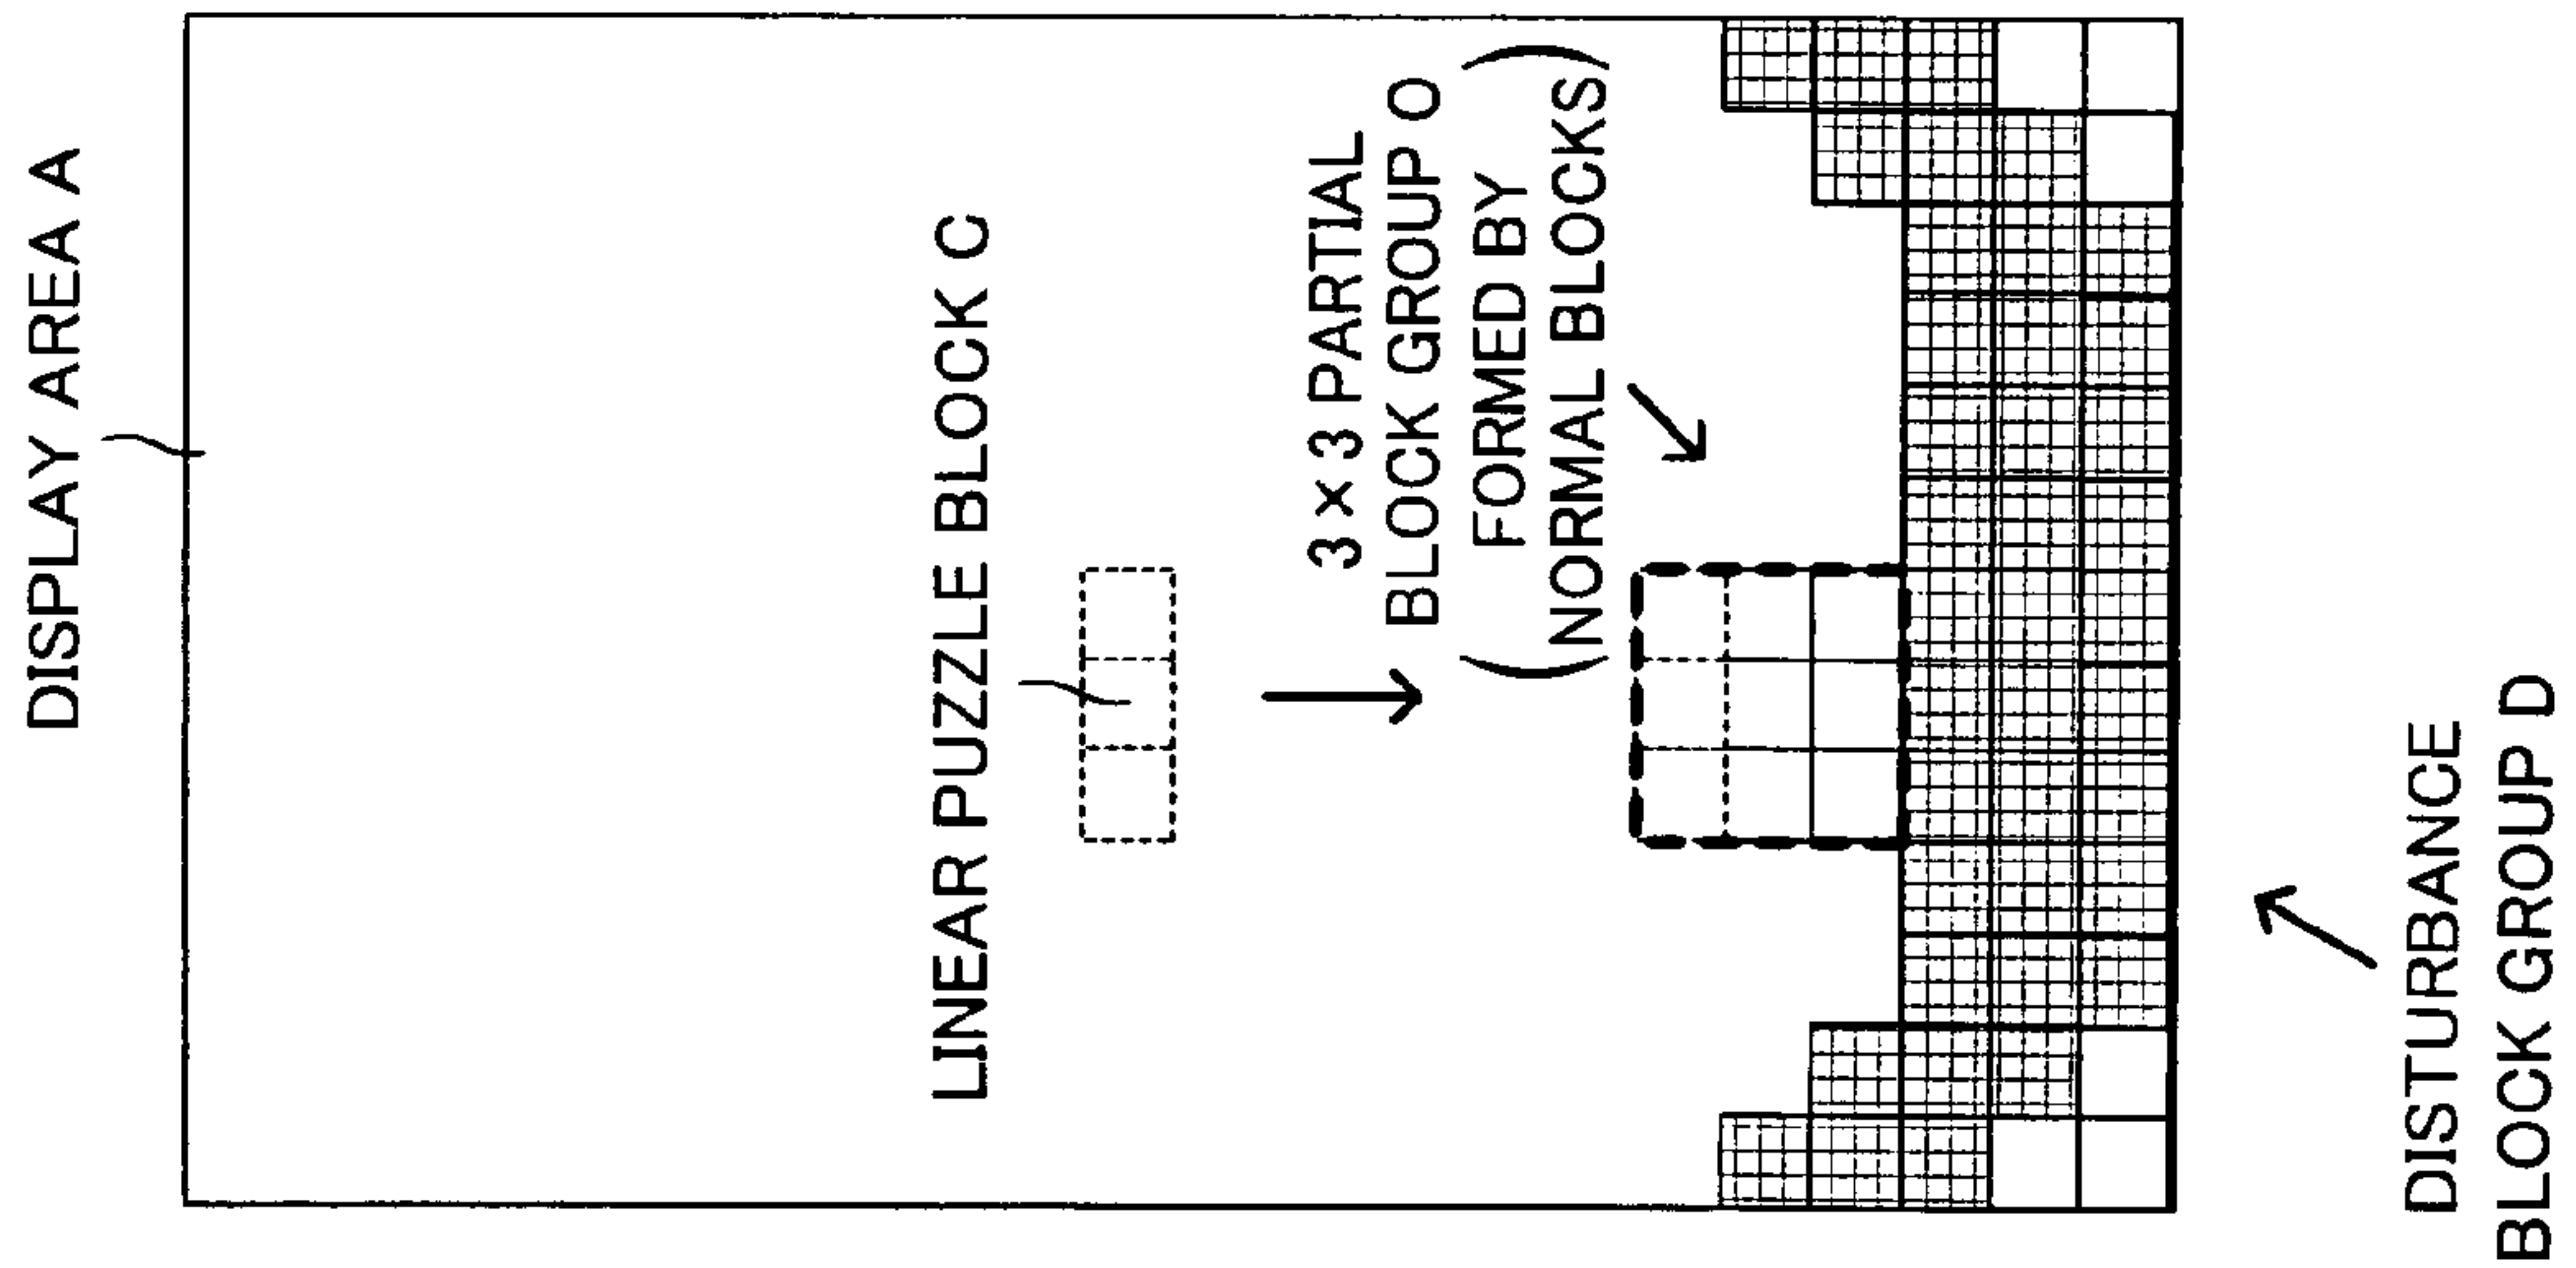 DISPLAY AREA A
LINEAR PUZZLE BLOCK C
3 × 3 PARTIAL
BLOCK GROUP O
(FORMED BY
NORMAL BLOCKS)
DISTURBANCE
BLOCK GROUP D